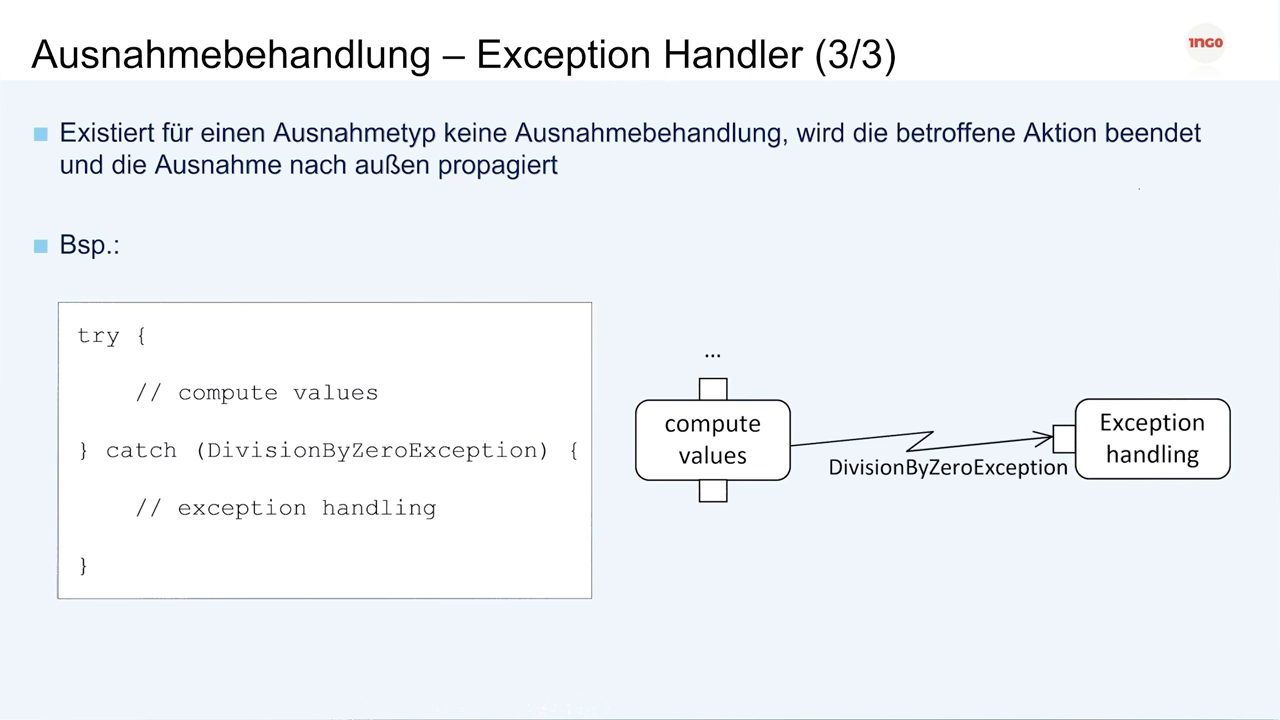 Ausnahmebehandlung – Exception Handler (3/3)
1NGO
Existiert für einen Ausnahmetyp keine Ausnahmebehandlung, wird die betroffene Aktion beendet
und die Ausnahme nach außen propagiert
Bsp.:
try {
// compute values
} catch (DivisionByZeroException) {
// exception handling
}
...
compute
values
DivisionByZeroException
Exception
handling